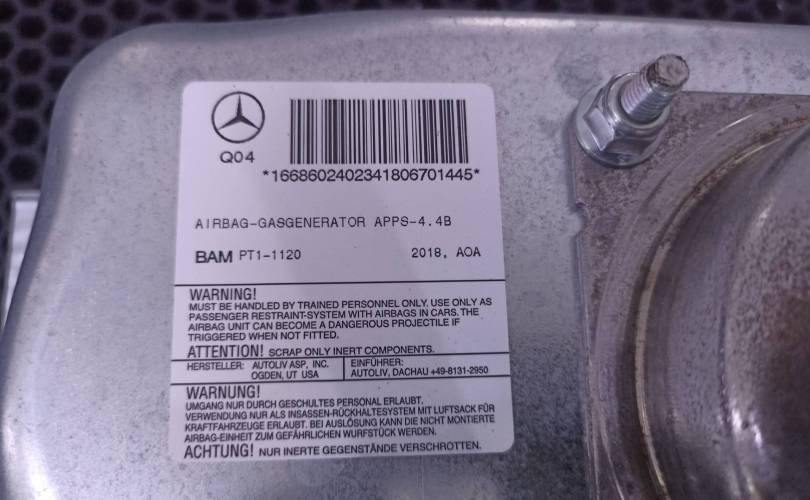 Q04
*1668602402341806701445*
AIRBAG-GASGENERATOR APPS-4.4B
BAM PT1-1120 2018, AOA
WARNING!
MUST BE HANDLED BY TRAINED PERSONNEL ONLY. USE ONLY AS
PASSENGER RESTRAINT-SYSTEM WITH AIRBAGS IN CARS. THE
AIRBAG UNIT CAN BECOME A DANGEROUS PROJECTILE IF
TRIGGERED WHEN NOT FITTED.
ATTENTION! SCRAP ONLY INERT COMPONENTS.
HERSTELLER: AUTOLIV ASP, INC. EINFÜHRER:
OGDEN, UT USA AUTOLIV, DACHAU +49-8131-2950
WARNUNG!
UMGANG NUR DURCH GESCHULTES PERSONAL ERLAUBT.
VERWENDUNG NUR ALS INSASSEN-RÜCKHALTESYSTEM MIT LUFTSACK FÜR
KRAFTFAHRZEUGE ERLAUBT. BEI AUSLÖSUNG KANN DIE NICHT MONTIERTE
AIRBAG-EINHEIT ZUM GEFÄHRLICHEN WURFSTÜCK WERDEN.
ACHTUNG! NUR INERTE GEGENSTÄNDE VERSCHROTTEN.